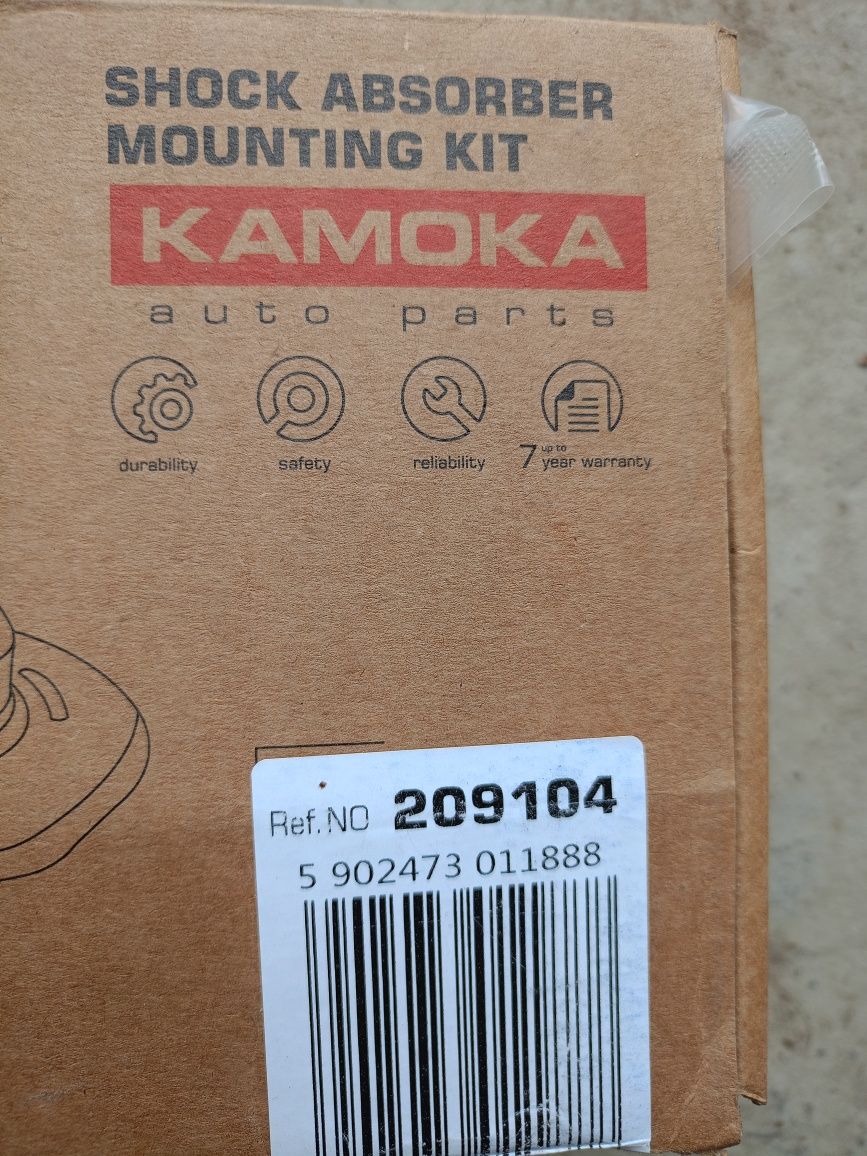 SHOCK ABSORBER
MOUNTING KIT
KAMOKA
auto parts
durability
safety
reliability
7 up to year warranty
Ref.NO 209104
5 902473 011888